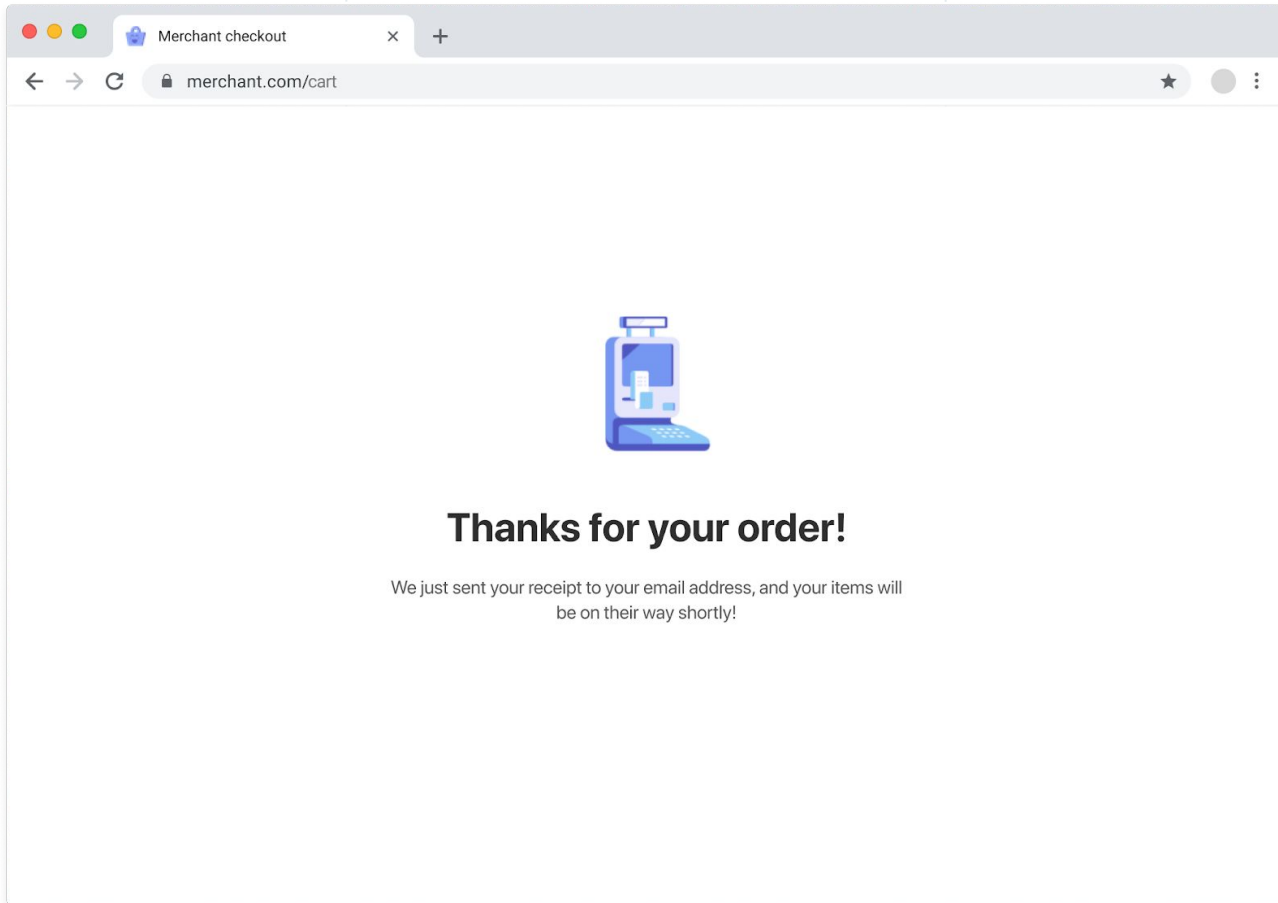 Merchant checkout
merchant.com/cart
Thanks for your order!
We just sent your receipt to your email address, and your items will
be on their way shortly!